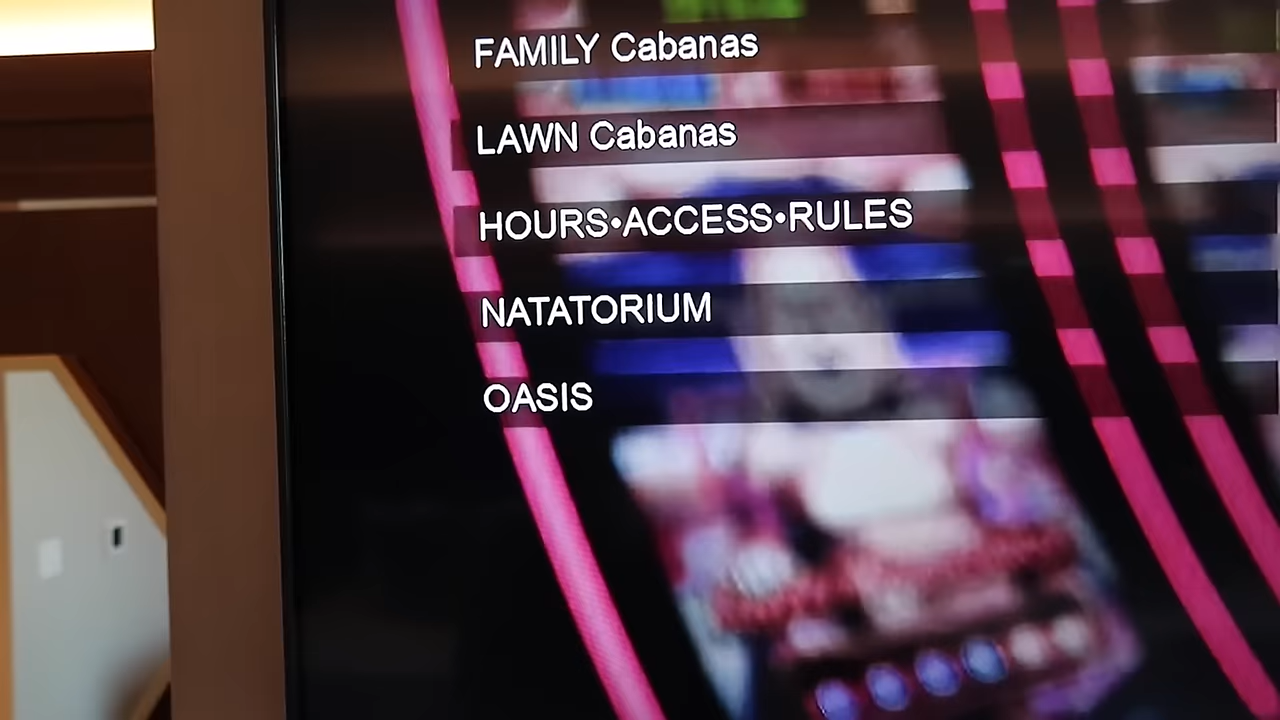 FAMILY Cabanas
LAWN Cabanas
HOURS•ACCESS•RULES
NATATORIUM
OASIS